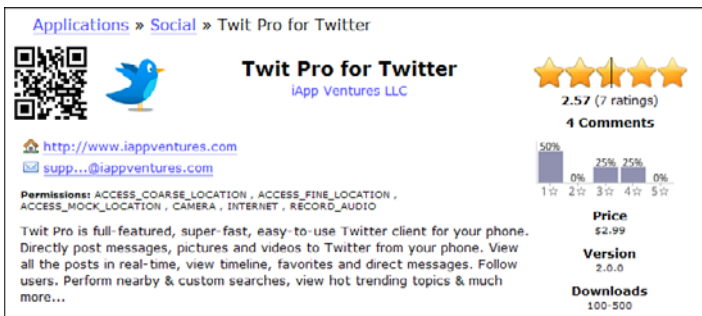 Applications » Social » Twit Pro for Twitter
Twit Pro for Twitter
iApp Ventures LLC
http://www.iappventures.com
supp...@iappventures.com
Permissions: ACCESS_COARSE_LOCATION , ACCESS_FINE_LOCATION ,
ACCESS_MOCK_LOCATION , CAMERA , INTERNET , RECORD_AUDIO
Twit Pro is full-featured, super-fast, easy-to-use Twitter client for your phone.
Directly post messages, pictures and videos to Twitter from your phone. View
all the posts in real-time, view timeline, favorites and direct messages. Follow
users. Perform nearby & custom searches, view hot trending topics & much
more...
2.57 (7 ratings)
4 Comments
50% 0% 25% 25% 0%
1☆ 2☆ 3☆ 4☆ 5☆
Price
$2.99
Version
2.0.0
Downloads
100-500